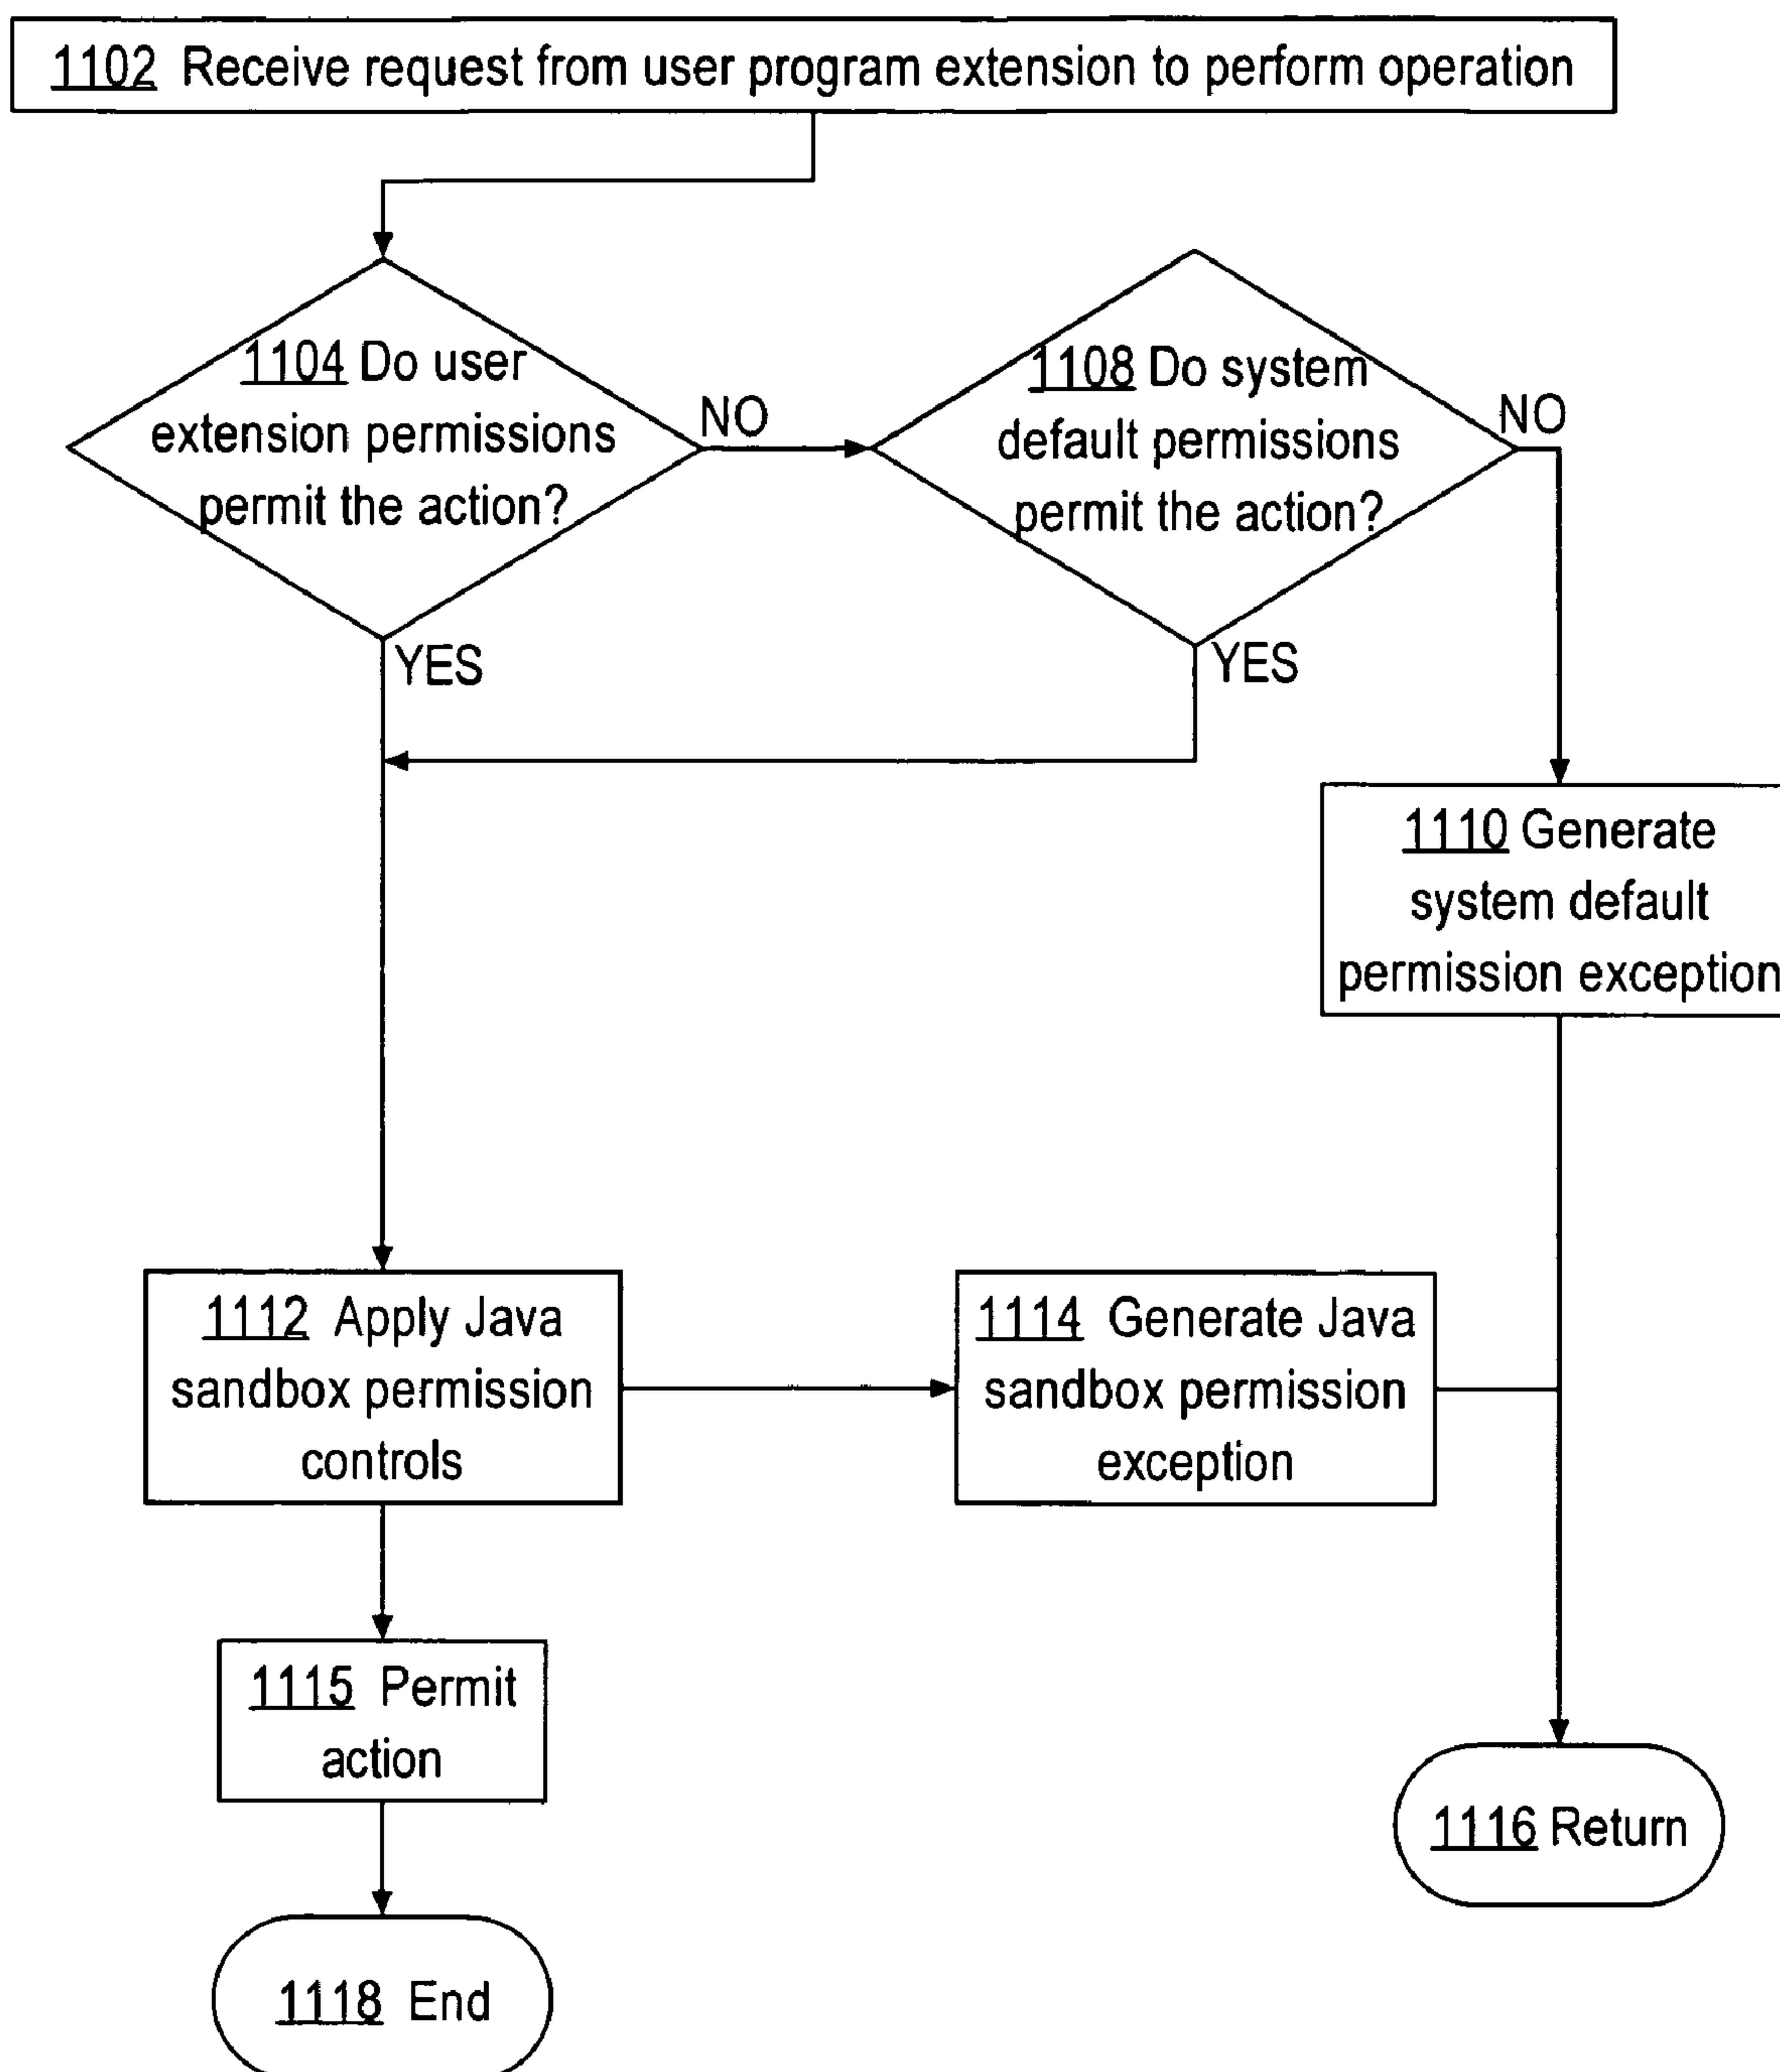 1102 Receive request from user program extension to perform operation
1104 Do user
extension permissions
permit the action?
NO
YES
1108 Do system
default permissions
permit the action?
NO
YES
1110 Generate
system default
permission exception
1112 Apply Java
sandbox permission
controls
1114 Generate Java
sandbox permission
exception
1115 Permit
action
1116 Return
1118 End